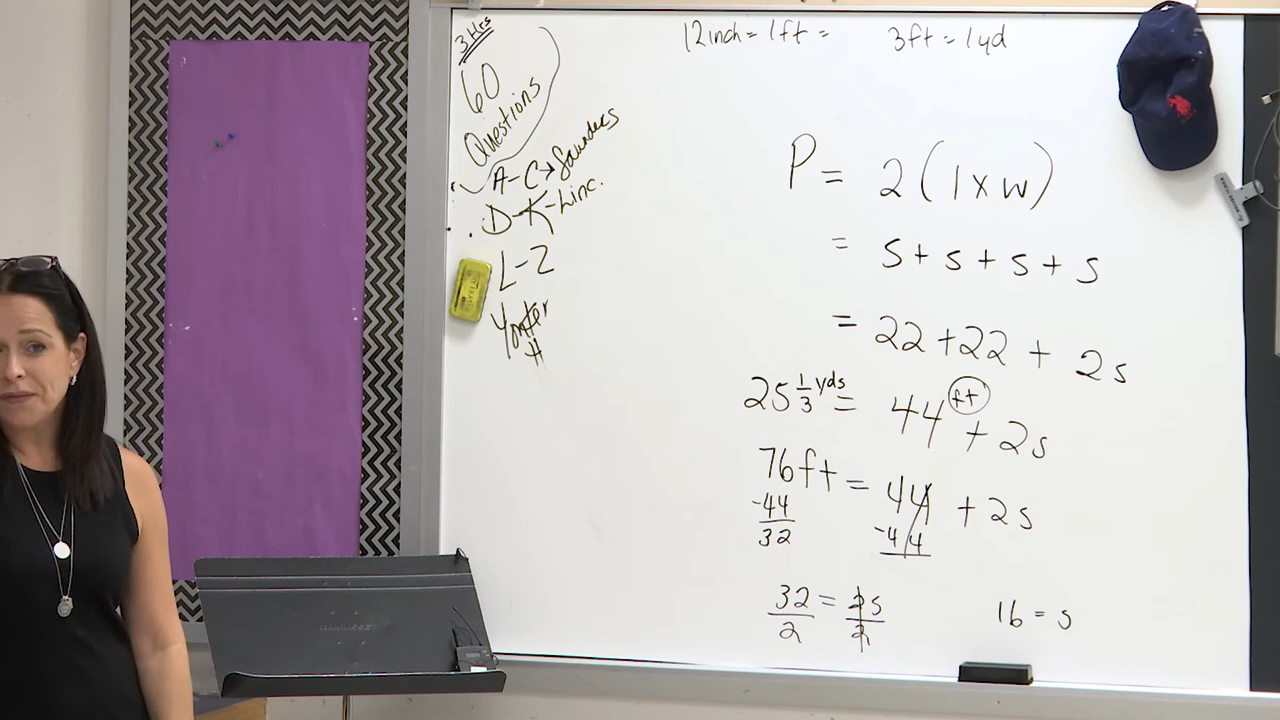 3 Hrs
60
Questions
A-C→Saunders
D-K-Linc.
L-Z
12inch = 1ft =
3ft = 1yd
P = 2(l x w)
= s + s + s + s
= 22 + 22 + 2s
25 1/3 yds = 44 ft + 2s
76ft = 44 + 2s
-44 -44
32
32 = 2s
2 2
16 = s